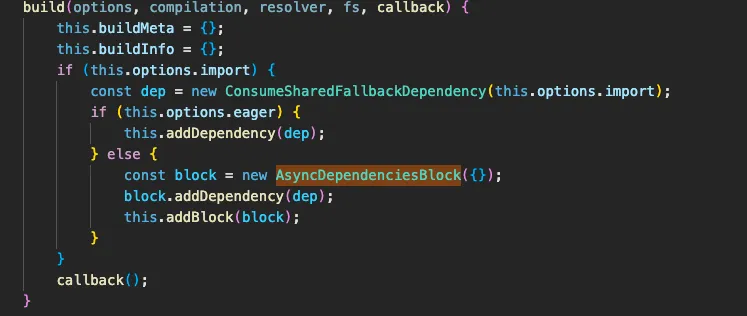 build(options, compilation, resolver, fs, callback) {
this.buildMeta = {};
this.buildInfo = {};
if (this.options.import) {
const dep = new ConsumeSharedFallbackDependency(this.options.import);
if (this.options.eager) {
this.addDependency(dep);
} else {
const block = new AsyncDependenciesBlock({});
block.addDependency(dep);
this.addBlock(block);
}
}
callback();
}